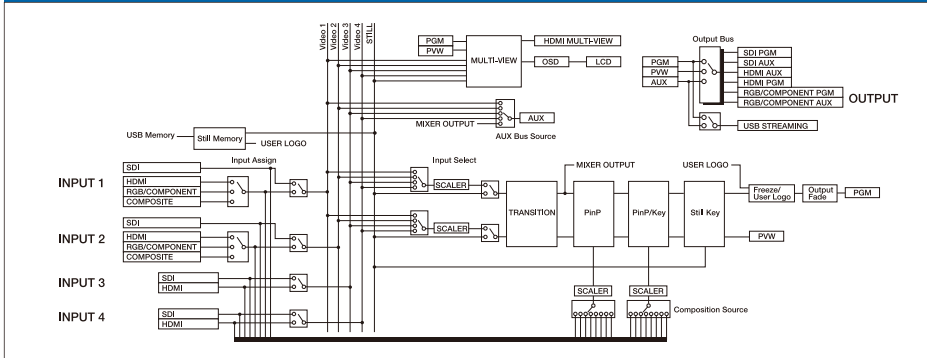 Video 1
Video 2
Video 3
Video 4
STILL
PGM
PVW
MULTI-VIEW
HDMI MULTI-VIEW
OSD
LCD
Output Bus
PGM
PVW
AUX
SDI PGM
SDI AUX
HDMI AUX
HDMI PGM
RGB/COMPONENT PGM
RGB/COMPONENT AUX
OUTPUT
USB STREAMING
MIXER OUTPUT
AUX
AUX Bus Source
USB Memory
Still Memory
USER LOGO
Input Assign
INPUT 1
SDI
HDMI
RGB/COMPONENT
COMPOSITE
INPUT 2
SDI
HDMI
RGB/COMPONENT
COMPOSITE
INPUT 3
SDI
HDMI
INPUT 4
SDI
HDMI
Input Select
SCALER
SCALER
TRANSITION
MIXER OUTPUT
PinP
PinP/Key
Still Key
USER LOGO
Freeze/
User Logo
Output
Fade
PGM
PVW
SCALER
SCALER
Composition Source